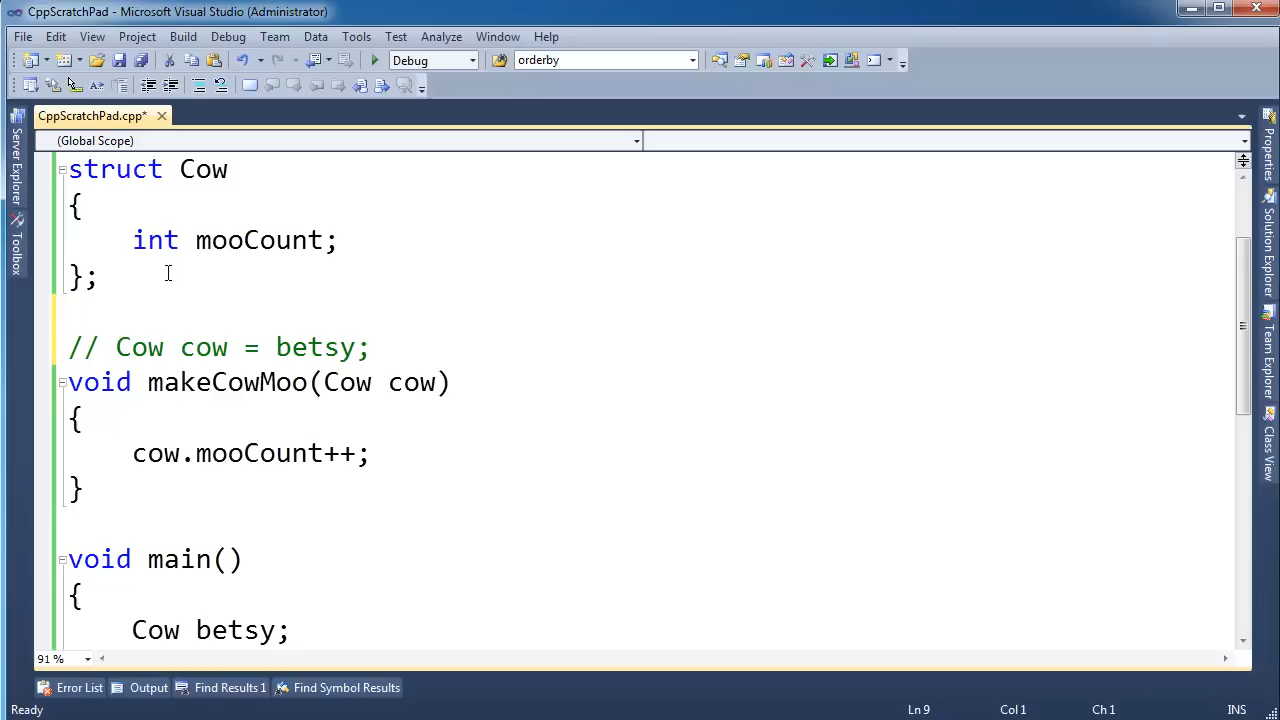 CppScratchPad - Microsoft Visual Studio (Administrator)
File Edit View Project Build Debug Team Data Tools Test Analyze Window Help
Debug orderby
CppScratchPad.cpp*
(Global Scope)
struct Cow
{
int mooCount;
};
// Cow cow = betsy;
void makeCowMoo(Cow cow)
{
cow.mooCount++;
}
void main()
{
Cow betsy;
91 %
Server Explorer
Toolbox
Properties
Solution Explorer
Team Explorer
Class View
Error List Output Find Results 1 Find Symbol Results
Ready Ln 9 Col 1 Ch 1 INS